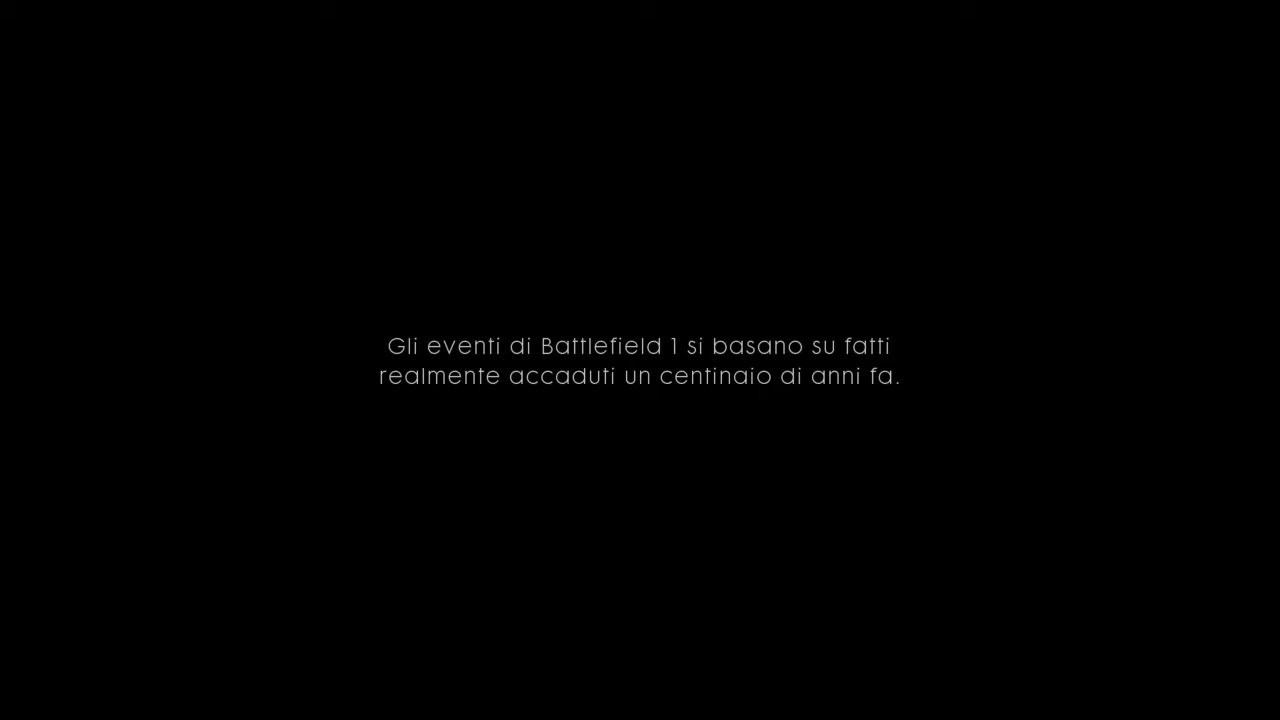 Gli eventi di Battlefield 1 si basano su fatti
realmente accaduti un centinaio di anni fa.